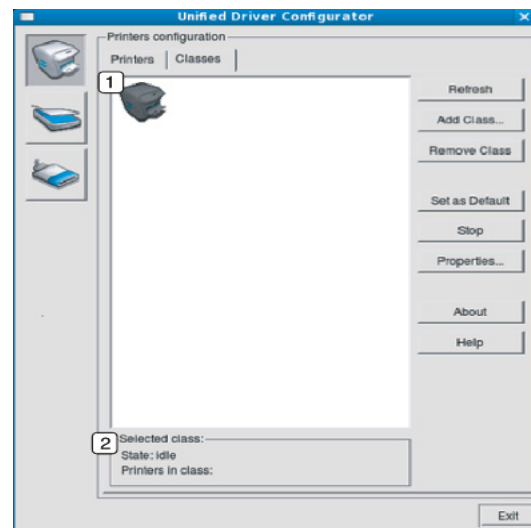 Unified Driver Configurator
Printers configuration
Printers
Classes
1
Refresh
Add Class...
Remove Class
Set as Default
Stop
Properties...
About
Help
2
Selected class:
State: idle
Printers in class:
Exit